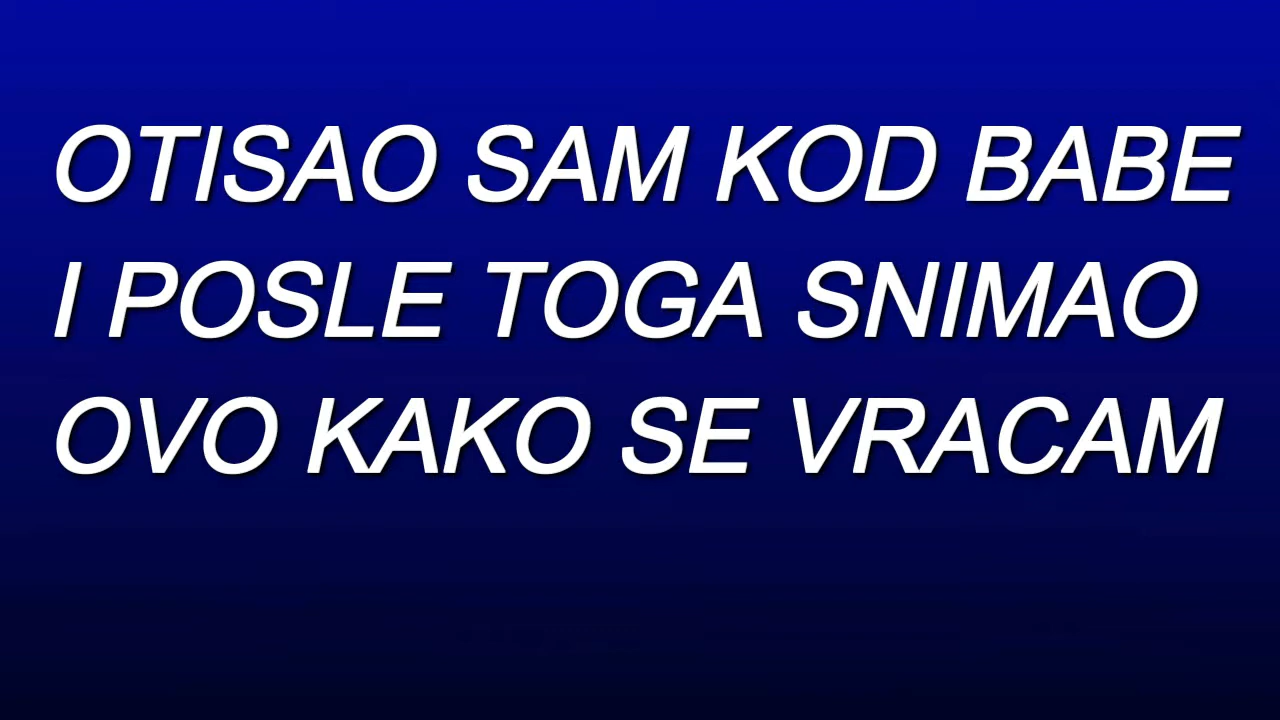 OTISAO SAM KOD BABE
I POSLE TOGA SNIMAO
OVO KAKO SE VRACAM